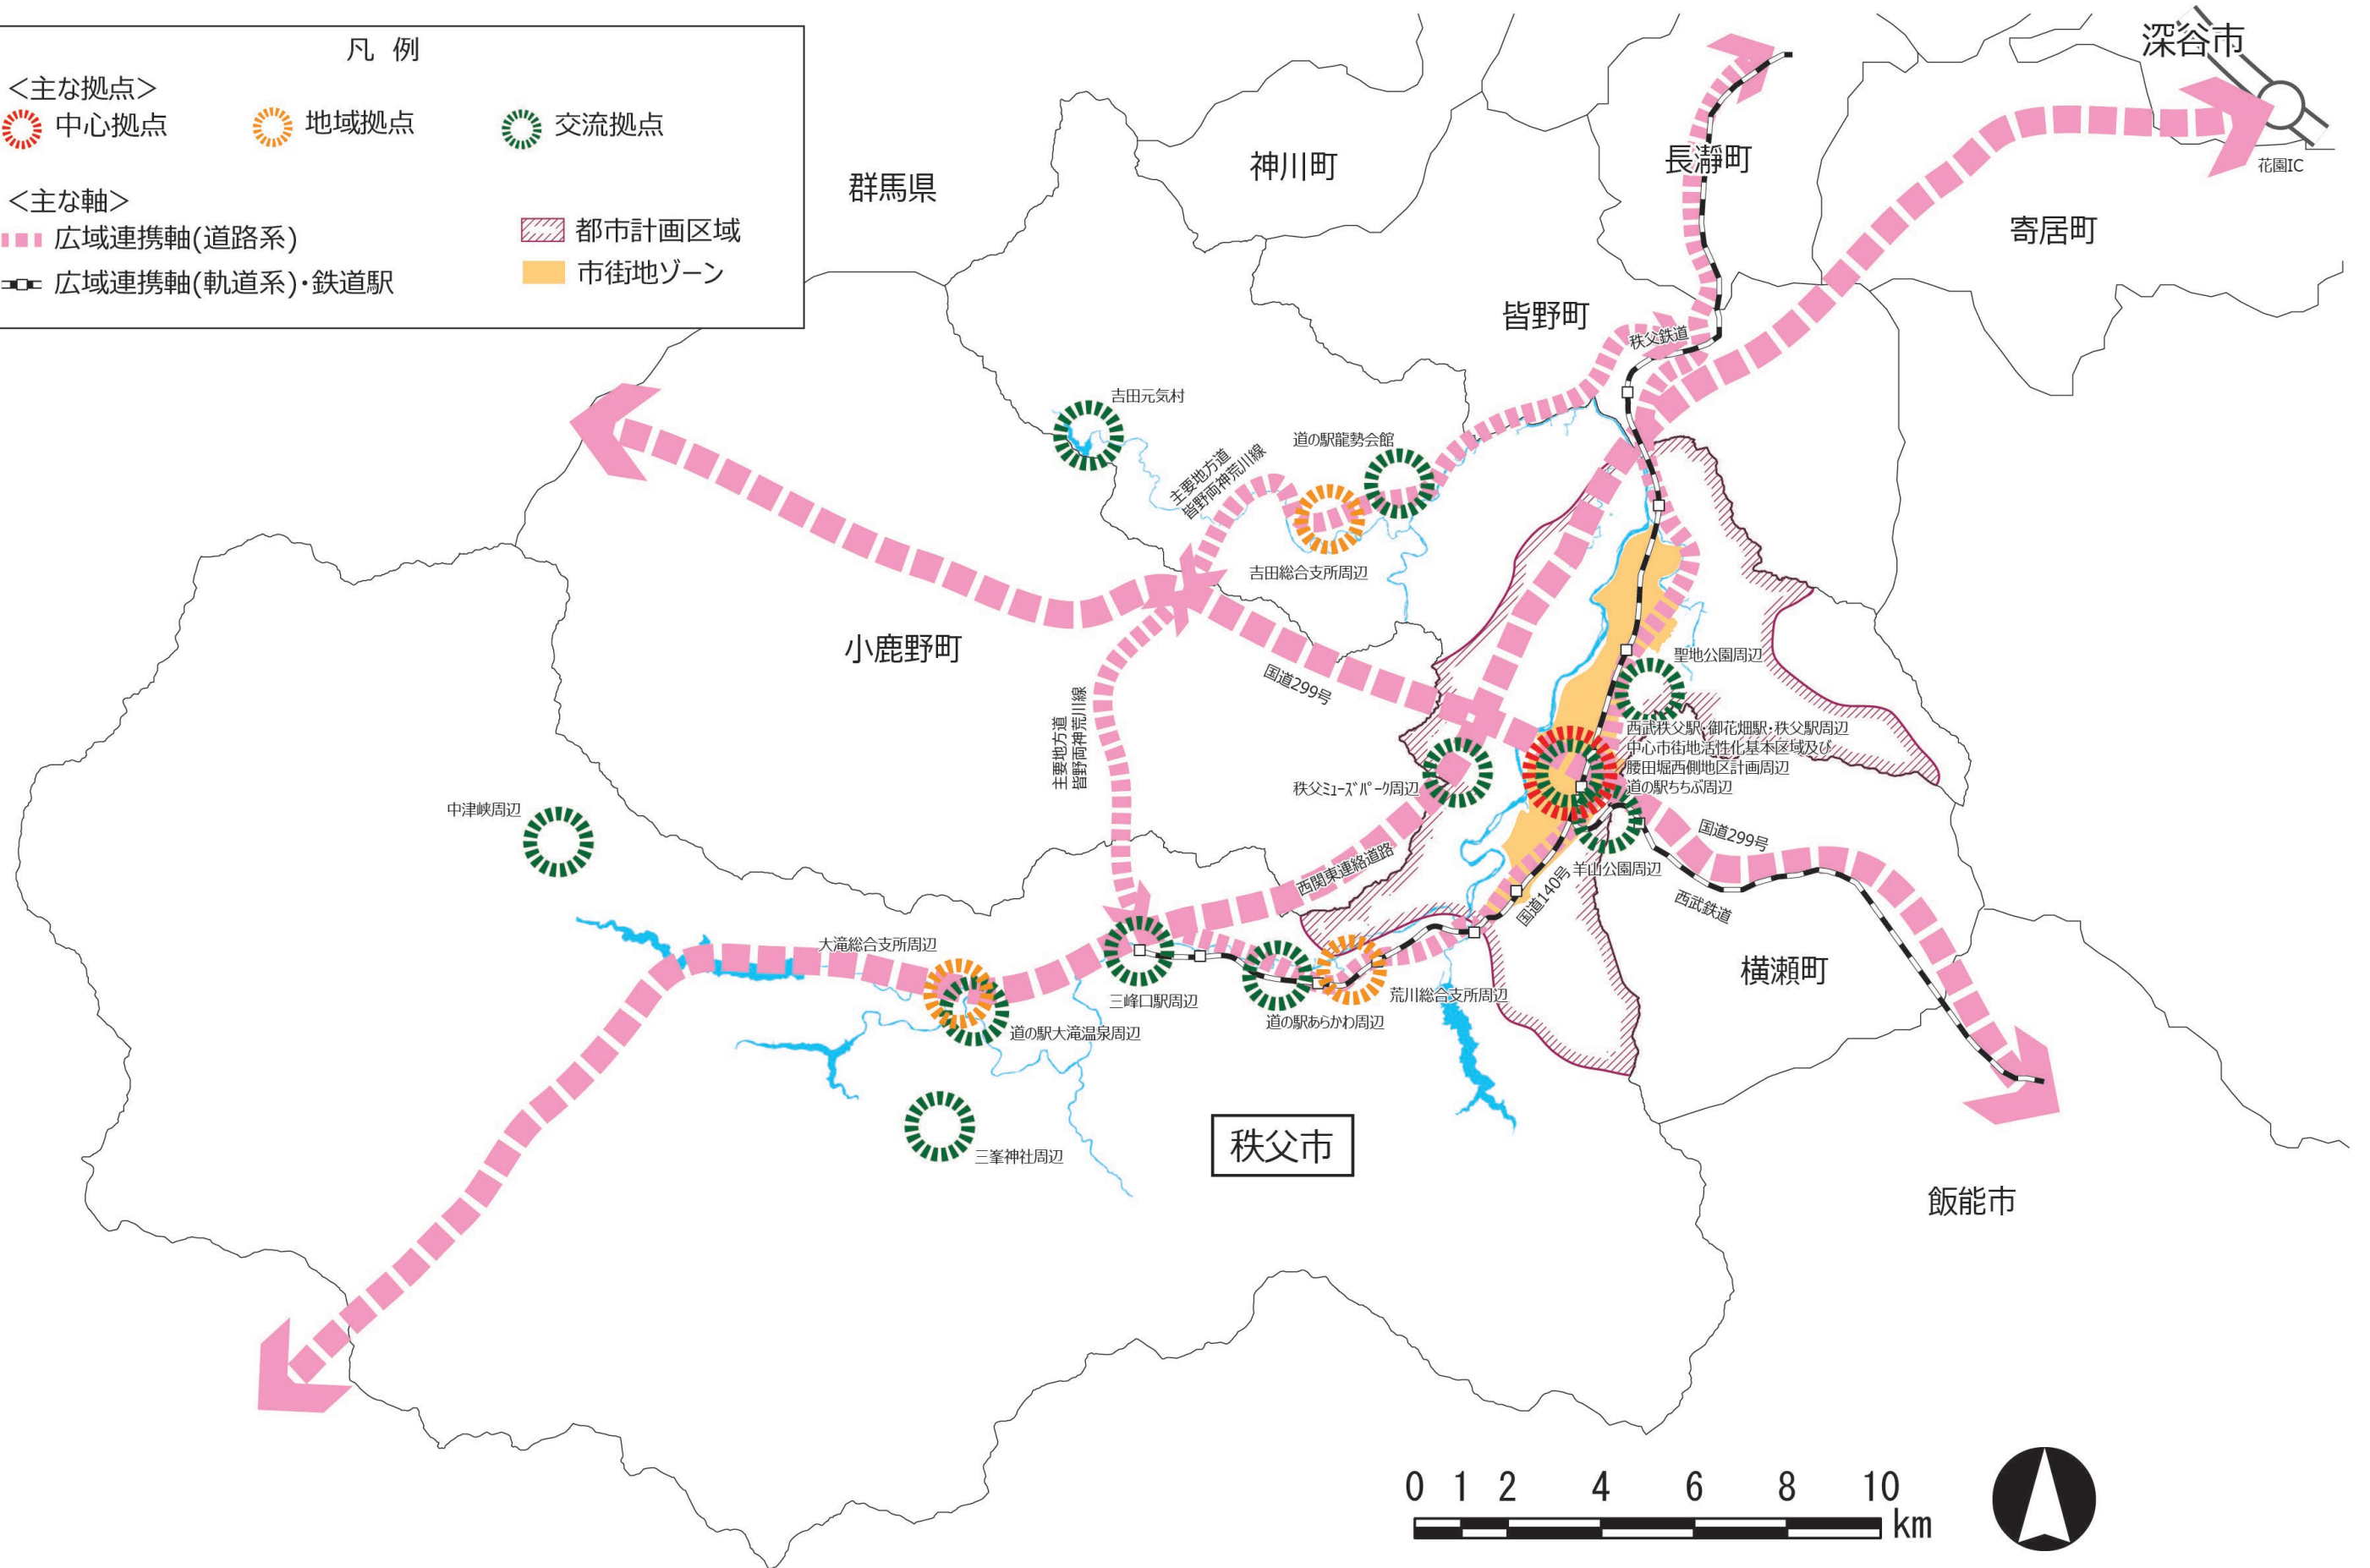 凡 例
<主な拠点>
中心拠点
地域拠点
交流拠点
<主な軸>
広域連携軸(道路系)
都市計画区域
広域連携軸(軌道系)・鉄道駅
市街地ゾーン
深谷市
花園IC
群馬県
神川町
長瀞町
寄居町
皆野町
秩父鉄道
吉田元気村
道の駅龍勢会館
主要地方道
皆野両神荒川線
吉田総合支所周辺
小鹿野町
国道299号
聖地公園周辺
主要地方道
皆野両神荒川線
西武秩父駅・御花畑駅・秩父駅周辺
中心市街地活性化基本区域及び
腰田堀西側地区計画周辺
道の駅ちちぶ周辺
秩父ミューズパーク周辺
中津峡周辺
国道299号
西関東連絡道路
羊山公園周辺
国道140号
西武鉄道
大滝総合支所周辺
横瀬町
三峰口駅周辺
荒川総合支所周辺
道の駅あらかわ周辺
道の駅大滝温泉周辺
秩父市
三峯神社周辺
飯能市
0 1 2 4 6 8 10
km